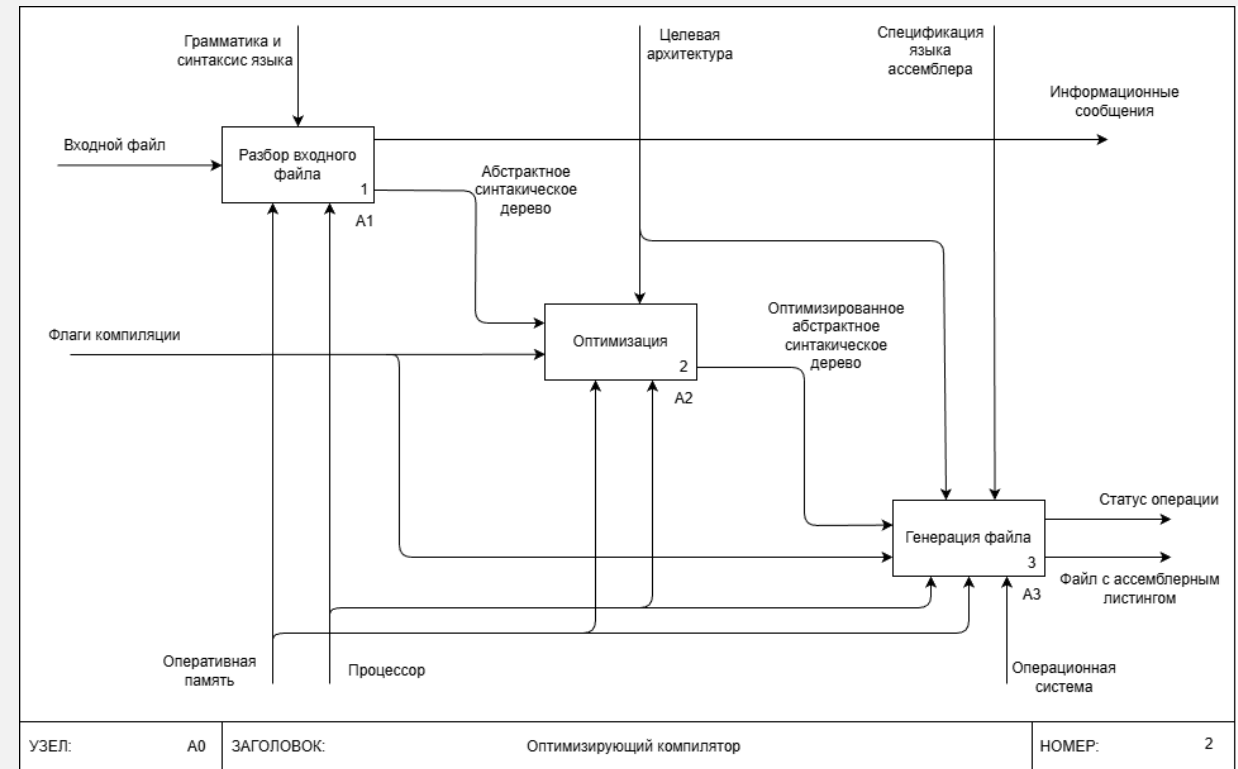 Грамматика и
синтаксис языка
Целевая
архитектура
Спецификация
языка
ассемблера
Информационные
сообщения
Входной файл
Разбор входного
файла
1
A1
Абстрактное
синтакическое
дерево
Флаги компиляции
Оптимизация
2
A2
Оптимизированное
абстрактное
синтакическое
дерево
Генерация файла
3
A3
Статус операции
Файл с ассемблерным
листингом
Оперативная
память
Процессор
Операционная
система
УЗЕЛ:
A0
ЗАГОЛОВОК:
Оптимизирующий компилятор
НОМЕР:
2